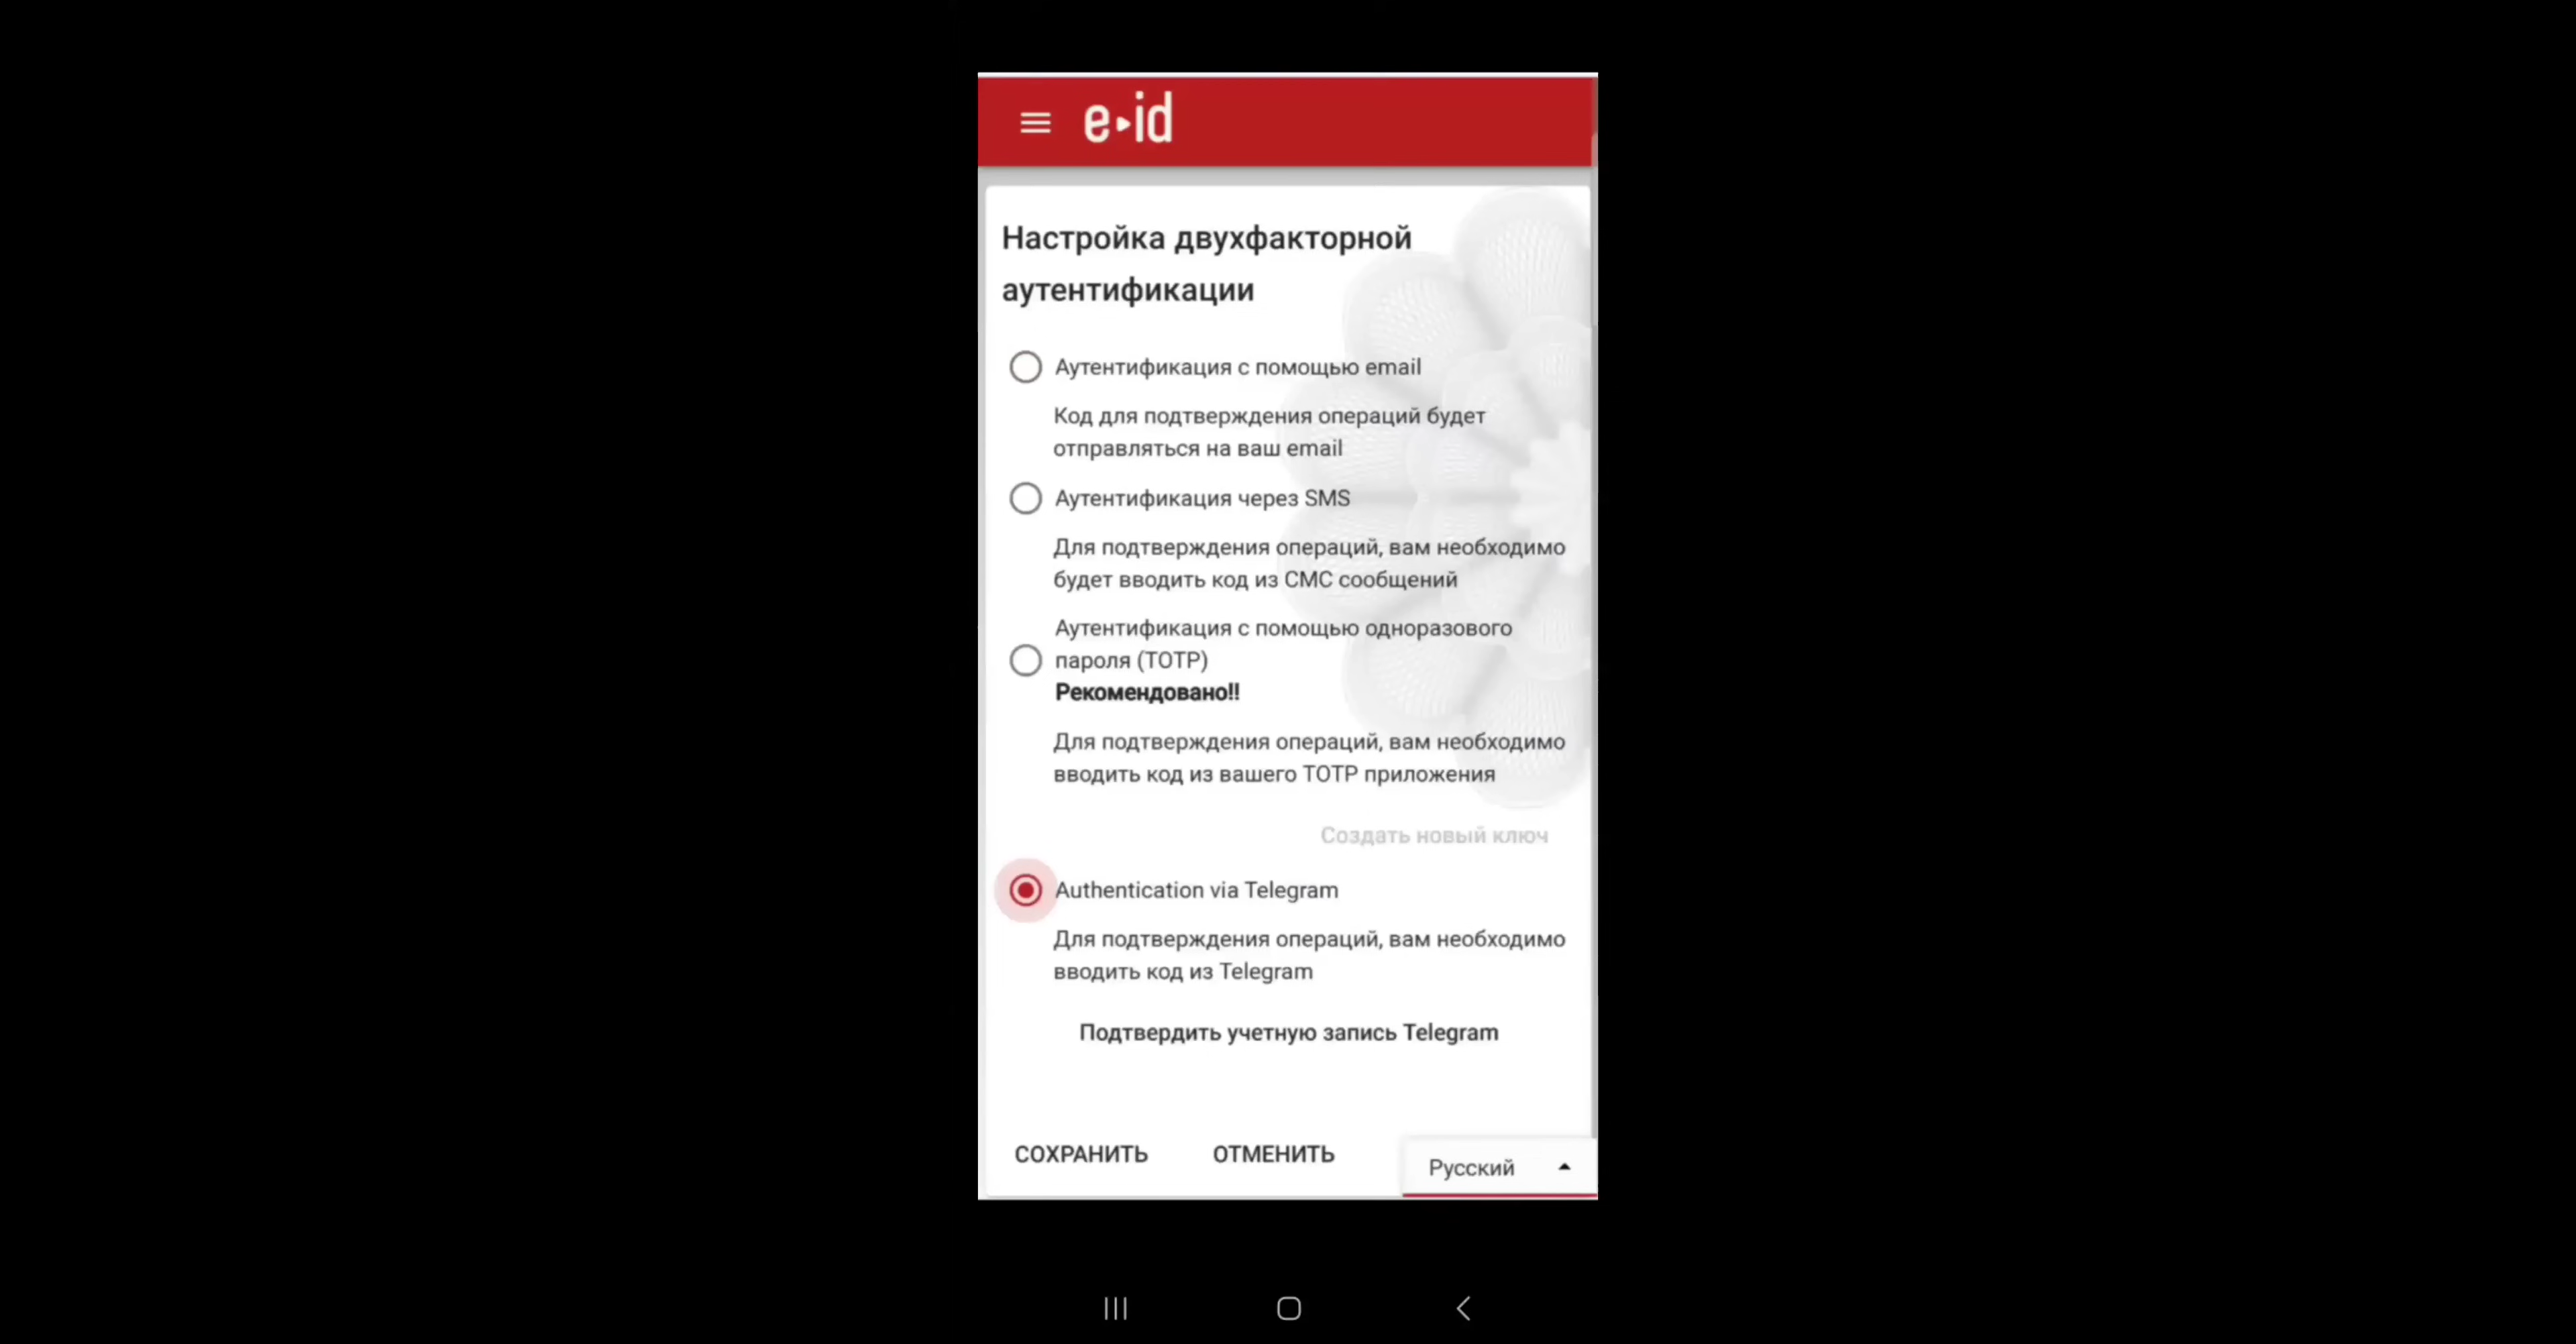 e-id
Настройка двухфакторной
аутентификации
Аутентификация с помощью email
Код для подтверждения операций будет
отправляться на ваш email
Аутентификация через SMS
Для подтверждения операций, вам необходимо
будет вводить код из СМС сообщений
Аутентификация с помощью одноразового
пароля (TOTP)
Рекомендовано!!
Для подтверждения операций, вам необходимо
вводить код из вашего TOTP приложения
Создать новый ключ
Authentication via Telegram
Для подтверждения операций, вам необходимо
вводить код из Telegram
Подтвердить учетную запись Telegram
СОХРАНИТЬ ОТМЕНИТЬ
Русский